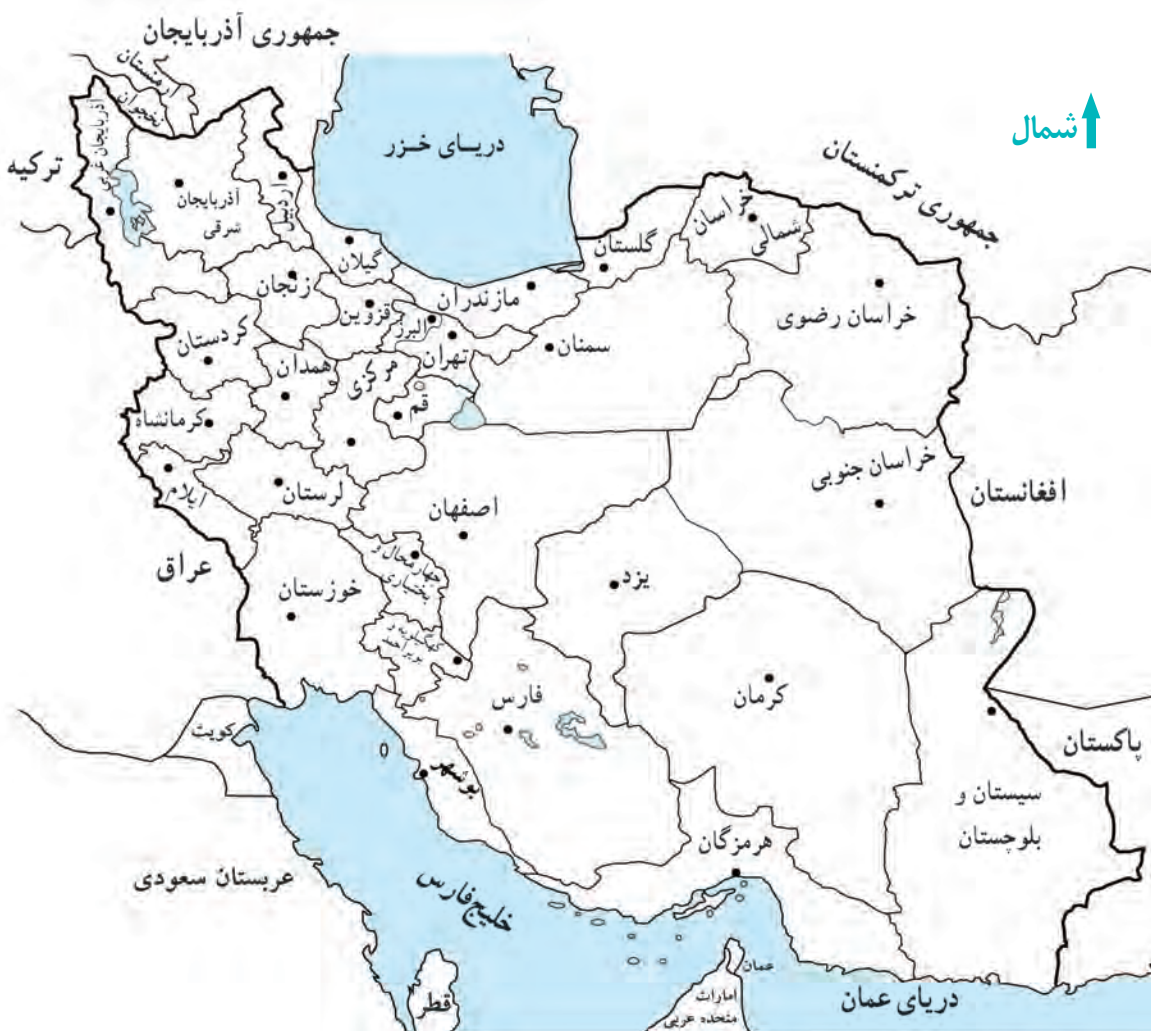 جمهوری آذربایجان
ارمنستان
نخجوان
شمال
ترکیه
آذربایجان غربی
آذربایجان
شرقی
اردبیل
دریای خزر
جمهوری ترکمنستان
گیلان
گلستان
خراسان
شمالی
زنجان
قزوین
البرز
مازندران
تهران
سمنان
خراسان رضوی
کردستان
همدان
مرکزی
قم
کرمانشاه
ایلام
لرستان
اصفهان
خراسان جنوبی
افغانستان
عراق
خوزستان
چهارمحال و
بختیاری
یزد
کهگیلویه و
بویراحمد
فارس
کرمان
کویت
بوشهر
پاکستان
سیستان و
بلوچستان
هرمزگان
عربستان سعودی
خلیج فارس
عمان
امارات
متحده عربی
قطر
دریای عمان